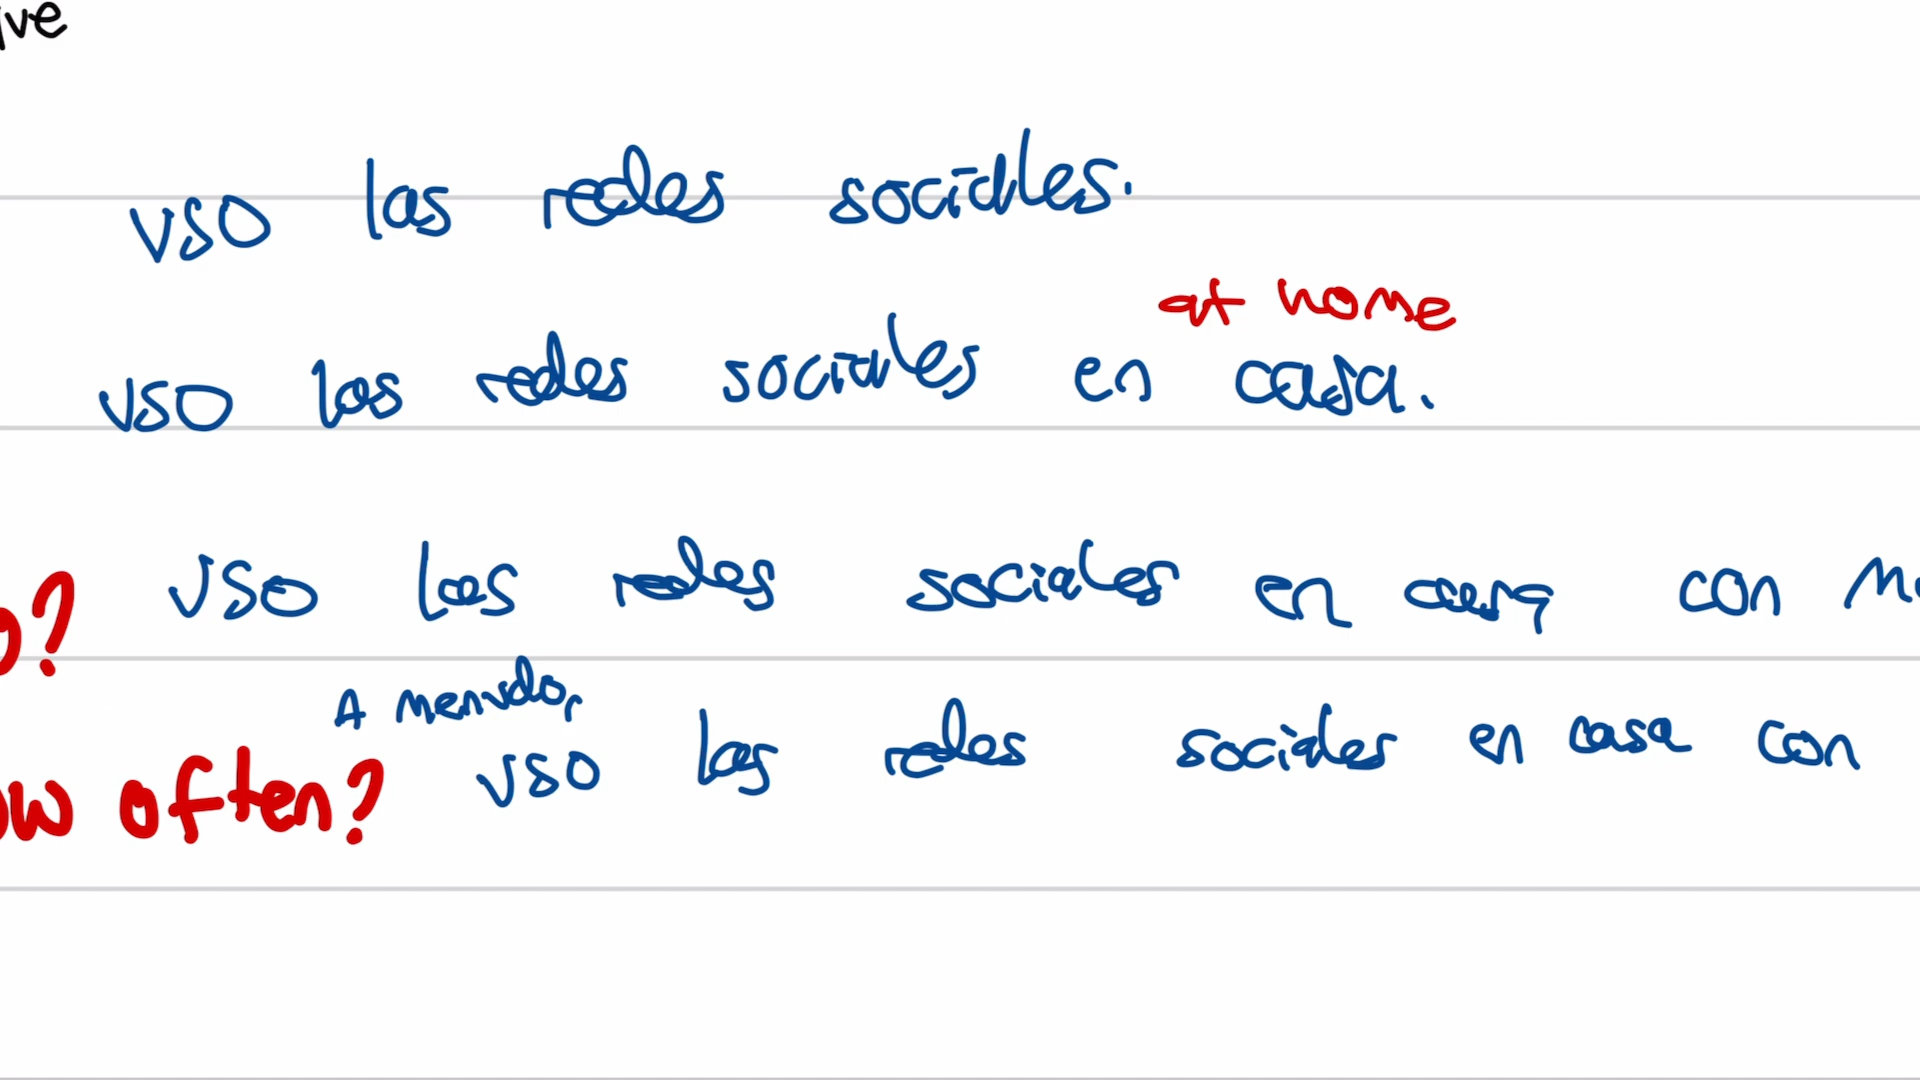 ive
uso las redes sociales.
at home
uso las redes sociales en casa.
o? uso las redes sociales en casa con m
A menudo,
ow often? uso las redes sociales en casa con